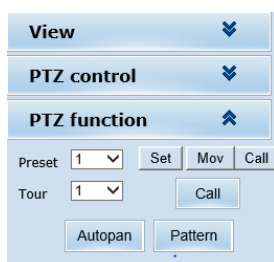 View
PTZ control
PTZ function
Preset 1 Set Mov Call
Tour 1 Call
Autopan Pattern